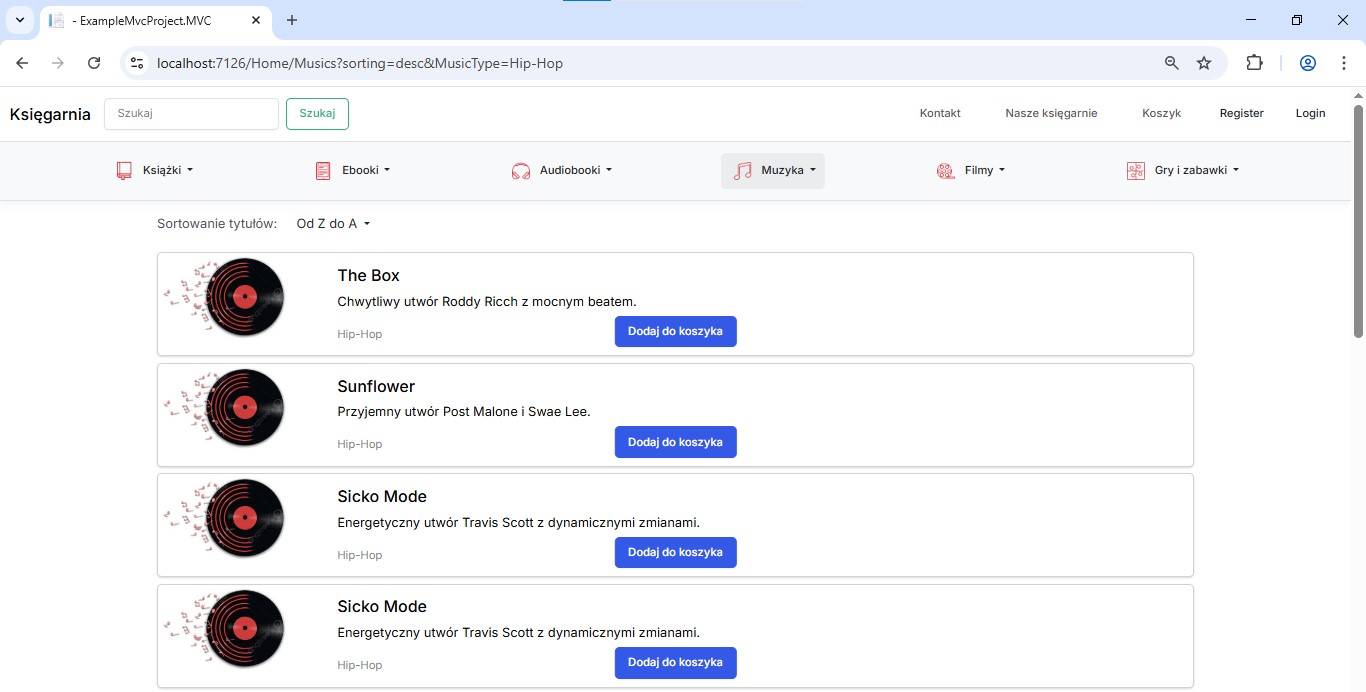 - ExampleMvcProject.MVC
localhost:7126/Home/Musics?sorting=desc&MusicType=Hip-Hop
Księgarnia Szukaj Szukaj Kontakt Nasze księgarnie Koszyk Register Login
Książki Ebooki Audiobooki Muzyka Filmy Gry i zabawki
Sortowanie tytułów: Od Z do A
The Box
Chwytliwy utwór Roddy Ricch z mocnym beatem.
Hip-Hop Dodaj do koszyka
Sunflower
Przyjemny utwór Post Malone i Swae Lee.
Hip-Hop Dodaj do koszyka
Sicko Mode
Energetyczny utwór Travis Scott z dynamicznymi zmianami.
Hip-Hop Dodaj do koszyka
Sicko Mode
Energetyczny utwór Travis Scott z dynamicznymi zmianami.
Hip-Hop Dodaj do koszyka